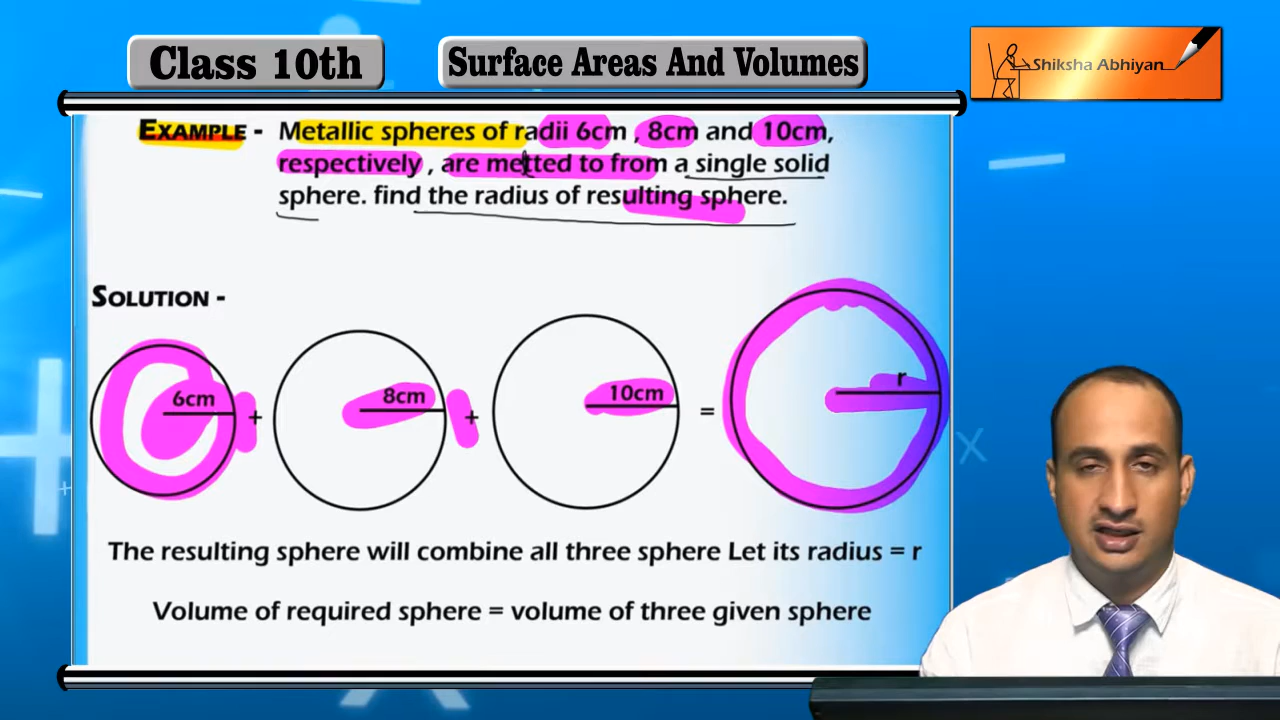 Class 10th
Surface Areas And Volumes
Shiksha Abhiyan
EXAMPLE - Metallic spheres of radii 6cm , 8cm and 10cm,
respectively , are metted to from a single solid
sphere. find the radius of resulting sphere.
SOLUTION -
6cm + 8cm + 10cm = r
The resulting sphere will combine all three sphere Let its radius = r
Volume of required sphere = volume of three given sphere